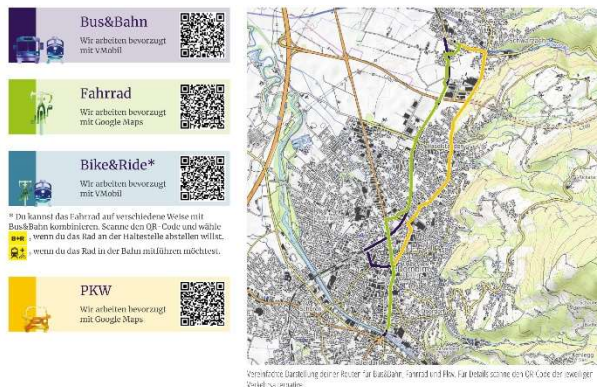 Bus&Bahn
Wir arbeiten bevorzugt
mit VMobil
Fahrrad
Wir arbeiten bevorzugt
mit Google Maps
Bike&Ride*
Wir arbeiten bevorzugt
mit VMobil
* Du kannst das Fahrrad auf verschiedene Weise mit
Bus&Bahn kombinieren. Scanne den QR-Code und wähle
B+R , wenn du das Rad an der Haltestelle abstellen willst.
, wenn du das Rad in der Bahn mitführen möchtest.
PKW
Wir arbeiten bevorzugt
mit Google Maps
Vereinfachte Darstellung deiner Routen für Bus&Bahn, Fahrrad und Pkw. Für Details scanne den QR Code der jeweiligen